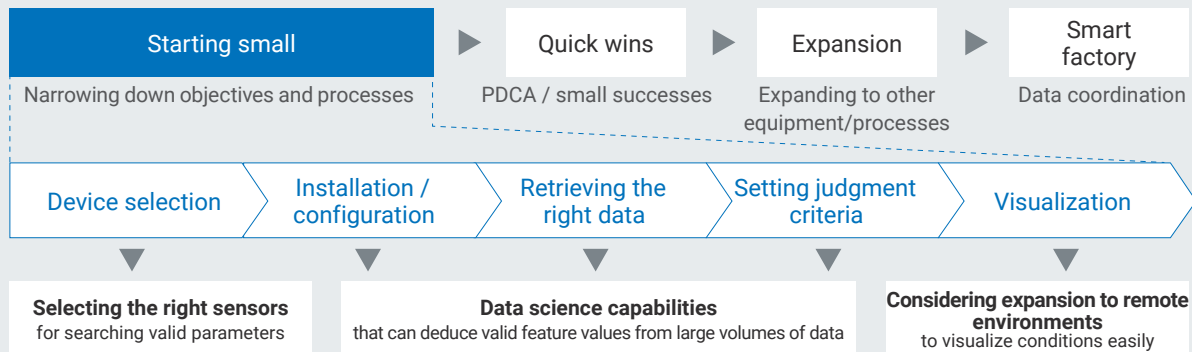 Starting small
Quick wins
Expansion
Smart
factory
Narrowing down objectives and processes
PDCA / small successes
Expanding to other
equipment/processes
Data coordination
Device selection
Installation /
configuration
Retrieving the
right data
Setting judgment
criteria
Visualization
Selecting the right sensors
for searching valid parameters
Data science capabilities
that can deduce valid feature values from large volumes of data
Considering expansion to remote
environments
to visualize conditions easily